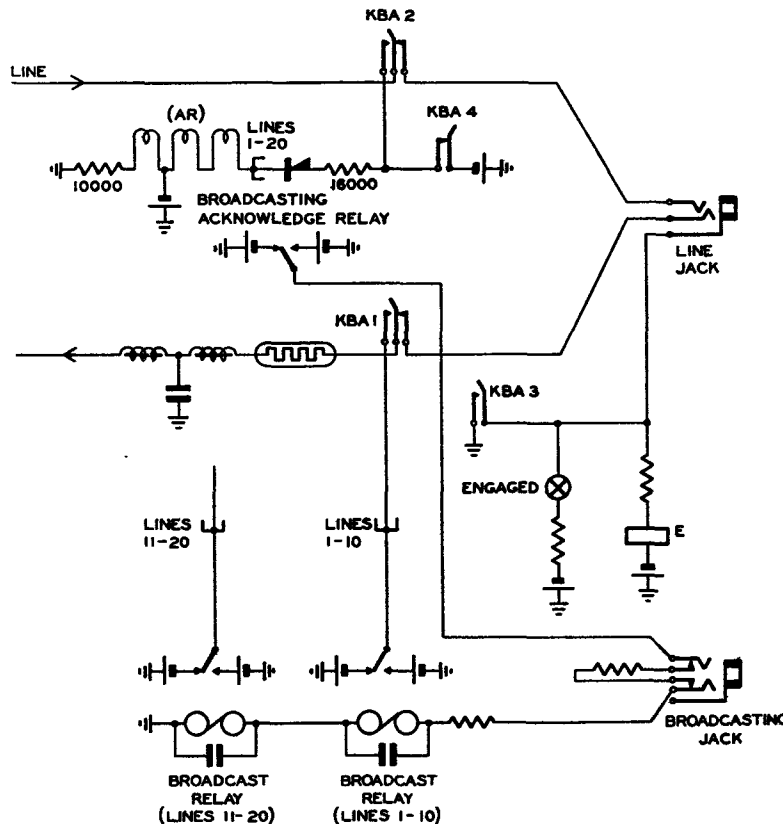 KBA 2
LINE
KBA 4
(AR)
LINES
1-20
10000
16000
BROADCASTING
ACKNOWLEDGE RELAY
LINE
JACK
KBA 1
KBA 3
ENGAGED
E
LINES
11-20
LINES
1-10
BROADCASTING
JACK
BROADCAST
RELAY
(LINES 11-20)
BROADCAST
RELAY
(LINES 1-10)